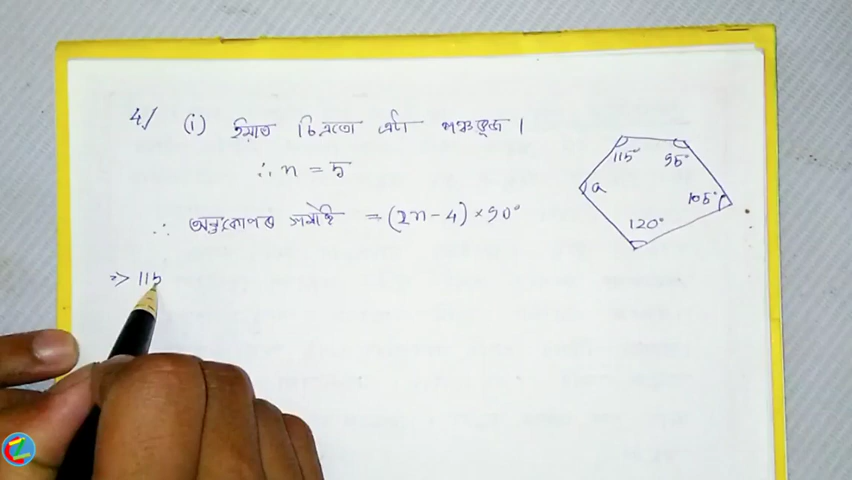 4/ (i) ইয়াত চিত্ৰতো এটা পঞ্চভূজ।
∴ n = 5
∴ অন্তঃকোণৰ সমষ্টি = (2n - 4) × 90°
=> 115
115°
95°
a
105°
120°